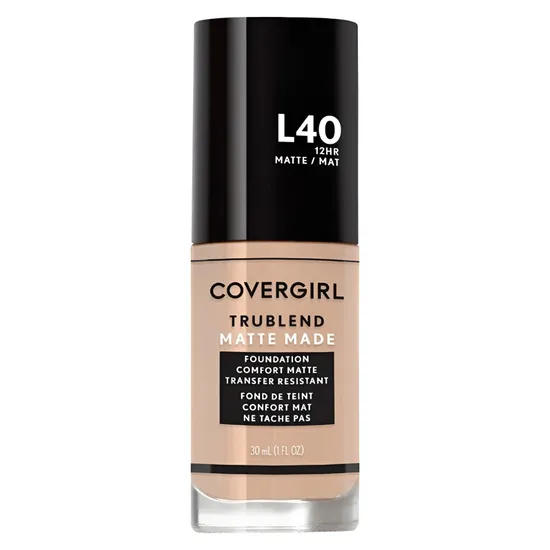 L40
12HR
MATTE / MAT
COVERGIRL
TRUBLEND
MATTE MADE
FOUNDATION
COMFORT MATTE
TRANSFER RESISTANT
FOND DE TEINT
CONFORT MAT
NE TACHE PAS
30 mL (1 FL OZ)